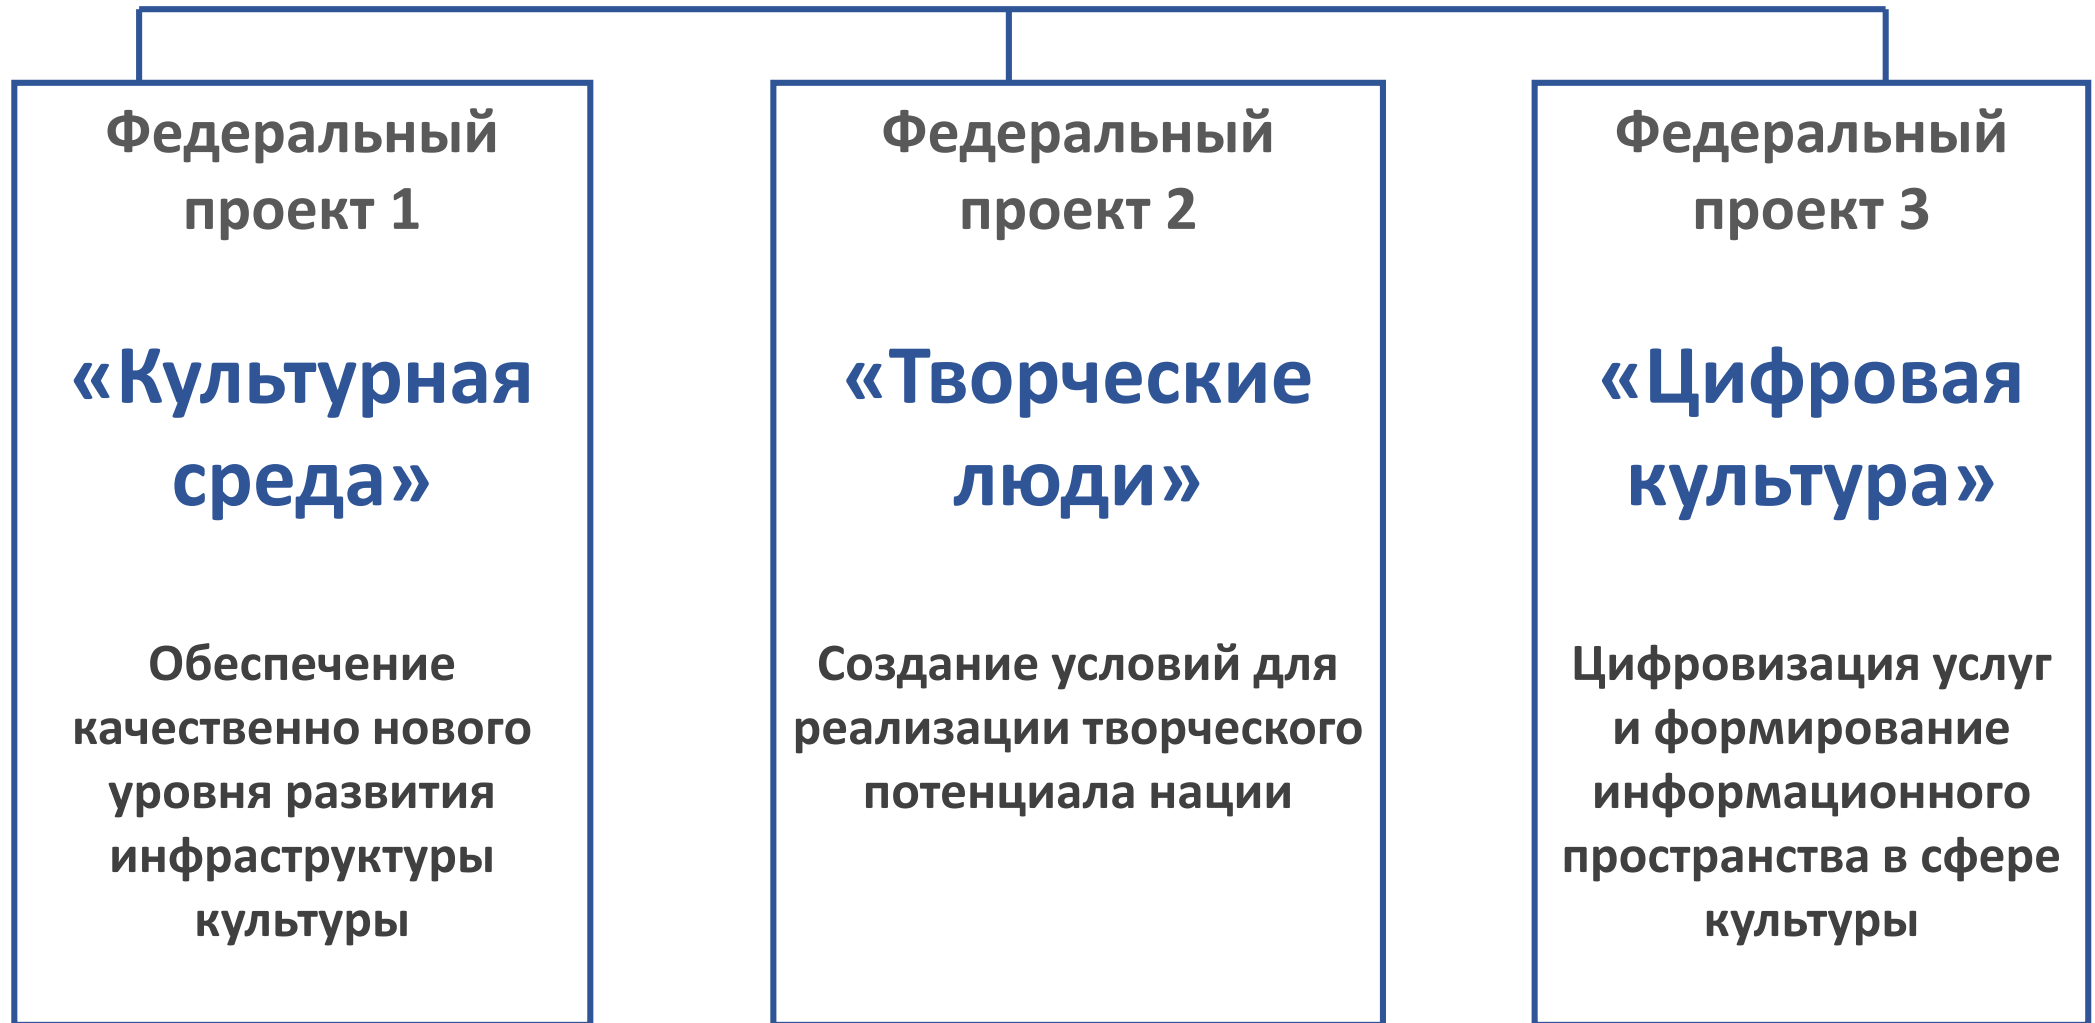 Федеральный
проект 1
«Культурная
среда»
Обеспечение
качественно нового
уровня развития
инфраструктуры
культуры
Федеральный
проект 2
«Творческие
люди»
Создание условий для
реализации творческого
потенциала нации
Федеральный
проект 3
«Цифровая
культура»
Цифровизация услуг
и формирование
информационного
пространства в сфере
культуры